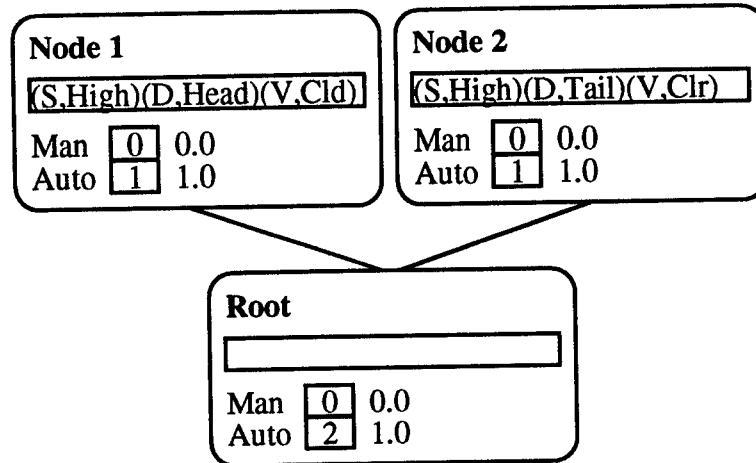 Node 1
(S,High)(D,Head)(V,Cld)
Man 0 0.0
Auto 1 1.0
Node 2
(S,High)(D,Tail)(V,Clr)
Man 0 0.0
Auto 1 1.0
Root
Man 0 0.0
Auto 2 1.0